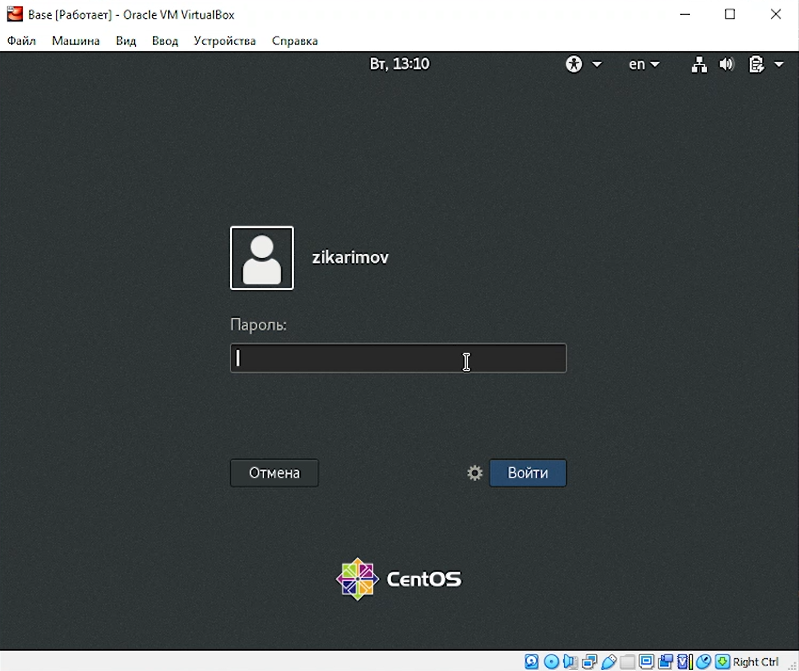 Base [Работает] - Oracle VM VirtualBox
Файл Машина Вид Ввод Устройства Справка
Вт, 13:10 en
zikarimov
Пароль:
Отмена Войти
CentOS
Right Ctrl